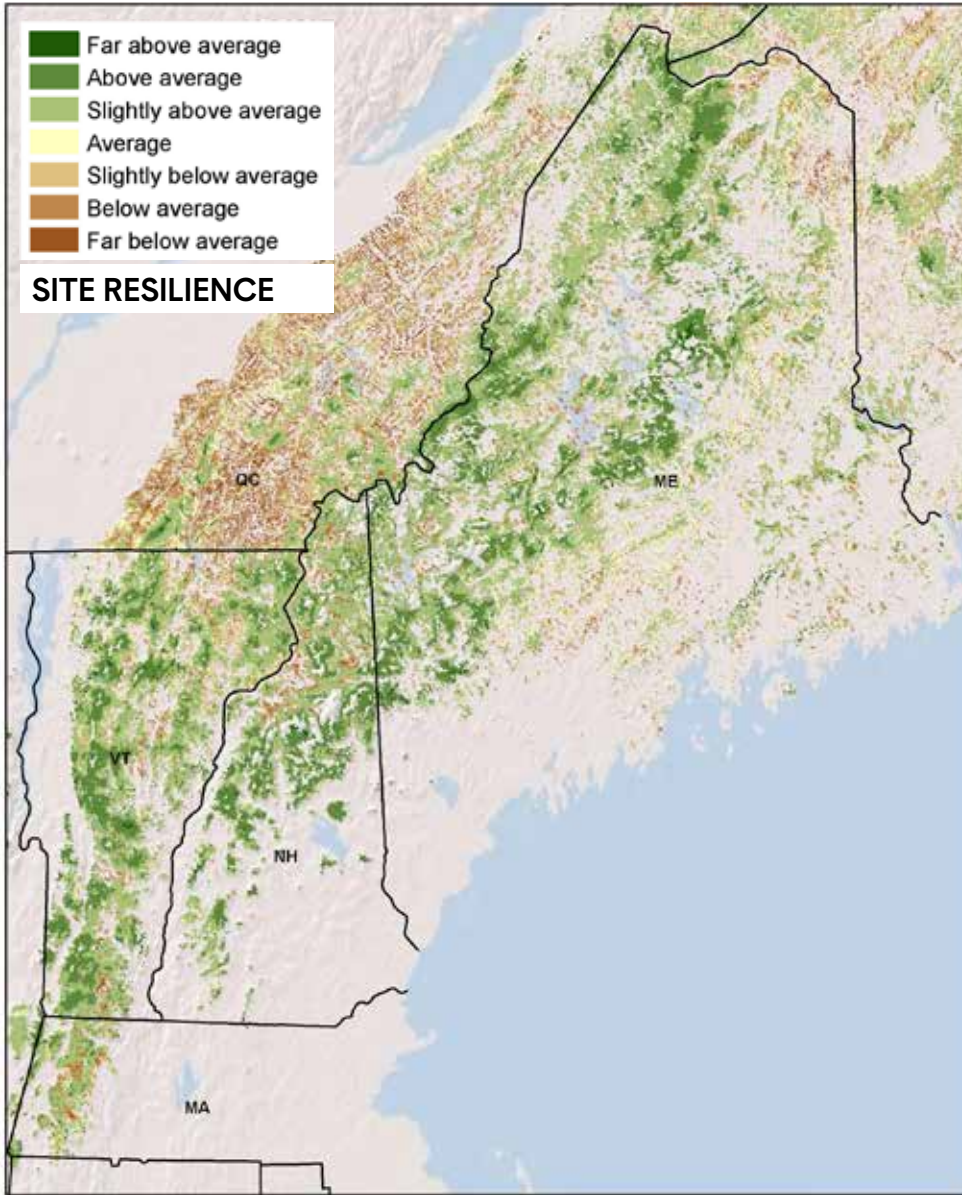 Far above average
Above average
Slightly above average
Average
Slightly below average
Below average
Far below average
SITE RESILIENCE
QC
ME
VT
NH
MA